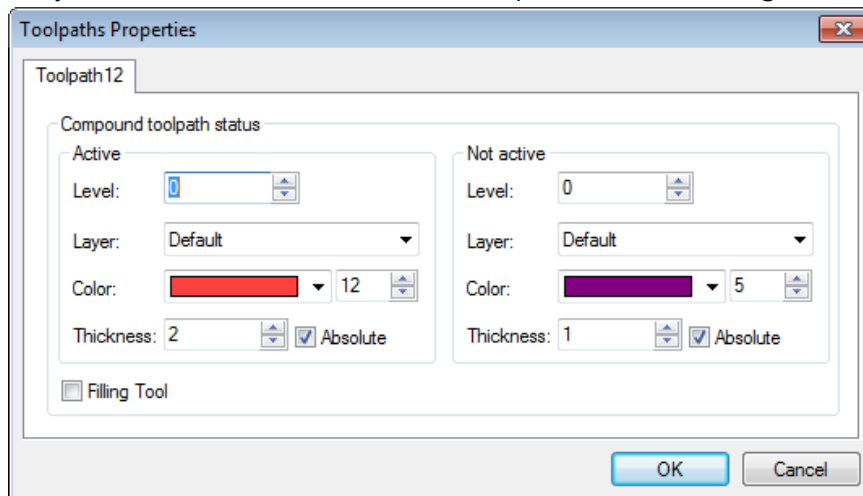 Toolpaths Properties
Toolpath12
Compound toolpath status
Active
Level: 0
Layer: Default
Color: 12
Thickness: 2 Absolute
Not active
Level: 0
Layer: Default
Color: 5
Thickness: 1 Absolute
Filling Tool
OK Cancel